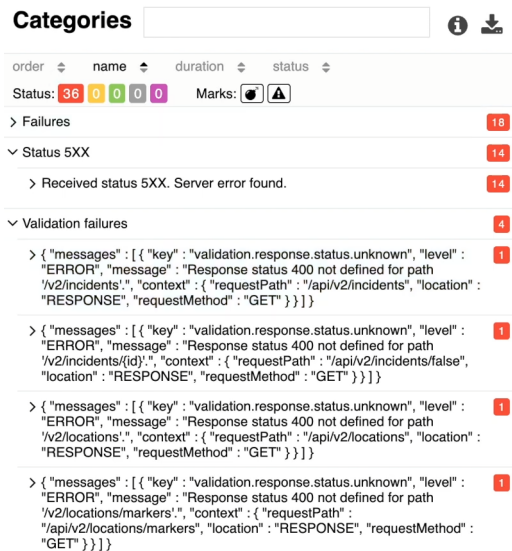 Categories
order name duration status
Status: 36 0 0 0 0 Marks:
Failures 18
Status 5XX 14
Received status 5XX. Server error found. 14
Validation failures 4
{ "messages" : [ { "key" : "validation.response.status.unknown", "level" : 1
"ERROR", "message" : "Response status 400 not defined for path
'/v2/incidents'.", "context" : { "requestPath" : "/api/v2/incidents", "location" :
"RESPONSE", "requestMethod" : "GET" } } ] }
{ "messages" : [ { "key" : "validation.response.status.unknown", "level" : 1
"ERROR", "message" : "Response status 400 not defined for path
'/v2/incidents/{id}'.", "context" : { "requestPath" : "/api/v2/incidents/false",
"location" : "RESPONSE", "requestMethod" : "GET" } } ] }
{ "messages" : [ { "key" : "validation.response.status.unknown", "level" : 1
"ERROR", "message" : "Response status 400 not defined for path
'/v2/locations'.", "context" : { "requestPath" : "/api/v2/locations", "location" :
"RESPONSE", "requestMethod" : "GET" } } ] }
{ "messages" : [ { "key" : "validation.response.status.unknown", "level" : 1
"ERROR", "message" : "Response status 400 not defined for path
'/v2/locations/markers'.", "context" : { "requestPath" :
"/api/v2/locations/markers", "location" : "RESPONSE", "requestMethod" :
"GET" } } ] }